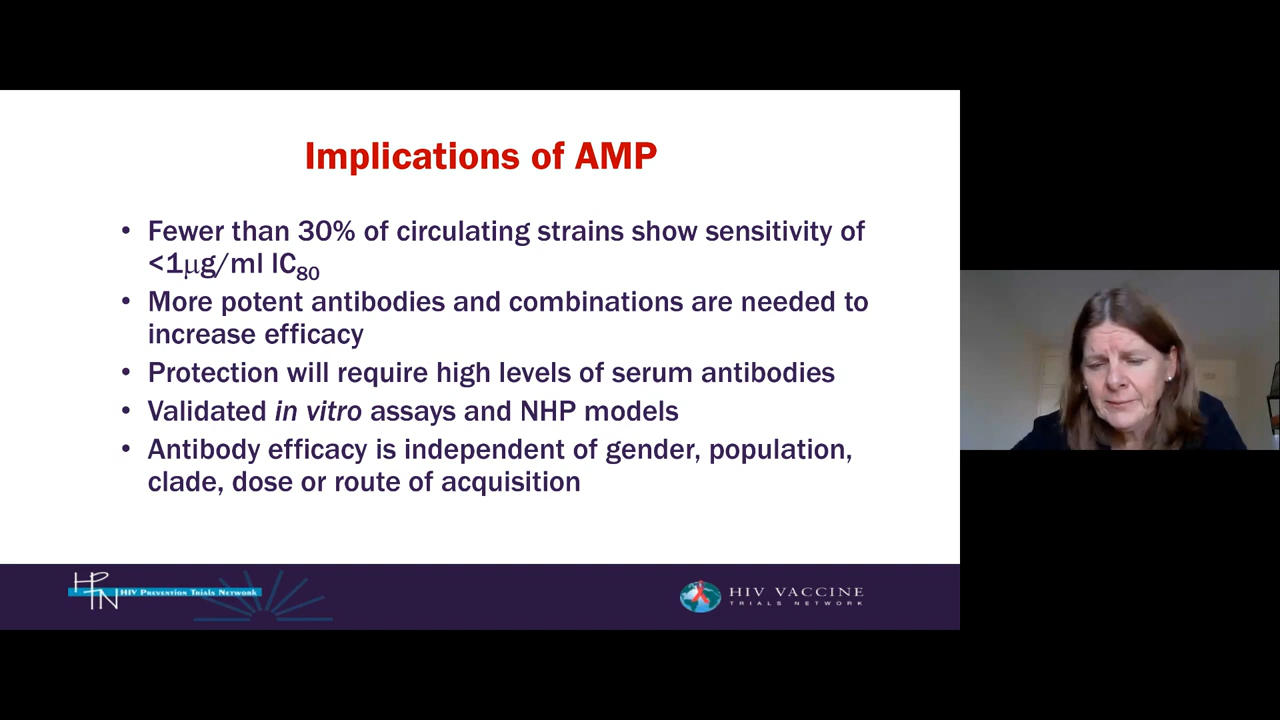 Implications of AMP
• Fewer than 30% of circulating strains show sensitivity of
<1μg/ml IC80
• More potent antibodies and combinations are needed to
increase efficacy
• Protection will require high levels of serum antibodies
• Validated in vitro assays and NHP models
• Antibody efficacy is independent of gender, population,
clade, dose or route of acquisition
HPTN HIV PREVENTION TRIALS NETWORK
HIV VACCINE
TRIALS NETWORK